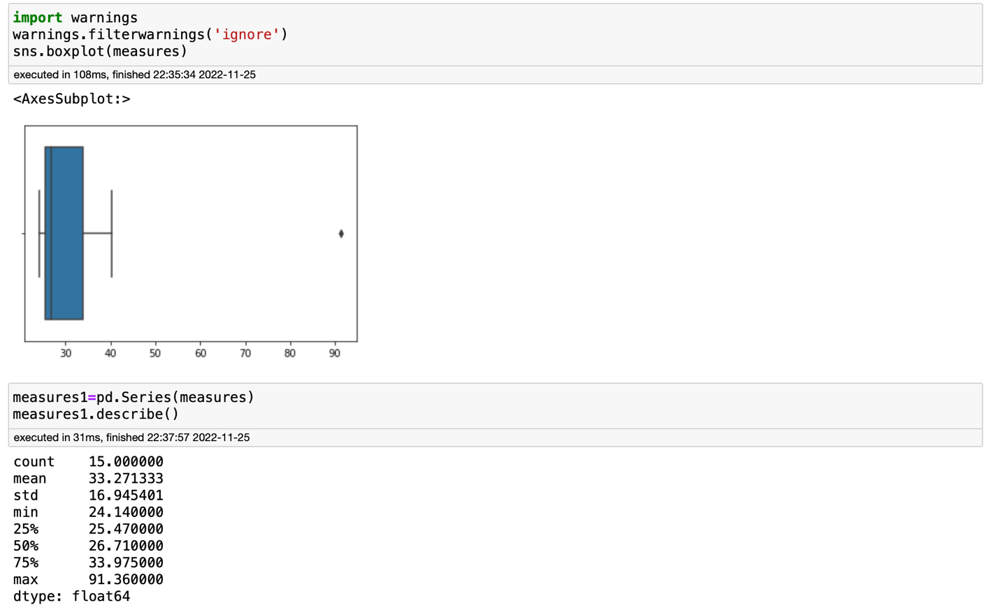 import warnings
warnings.filterwarnings('ignore')
sns.boxplot(measures)
executed in 108ms, finished 22:35:34 2022-11-25
<AxesSubplot:>
30 40 50 60 70 80 90
measures1=pd.Series(measures)
measures1.describe()
executed in 31ms, finished 22:37:57 2022-11-25
count 15.000000
mean 33.271333
std 16.945401
min 24.140000
25% 25.470000
50% 26.710000
75% 33.975000
max 91.360000
dtype: float64